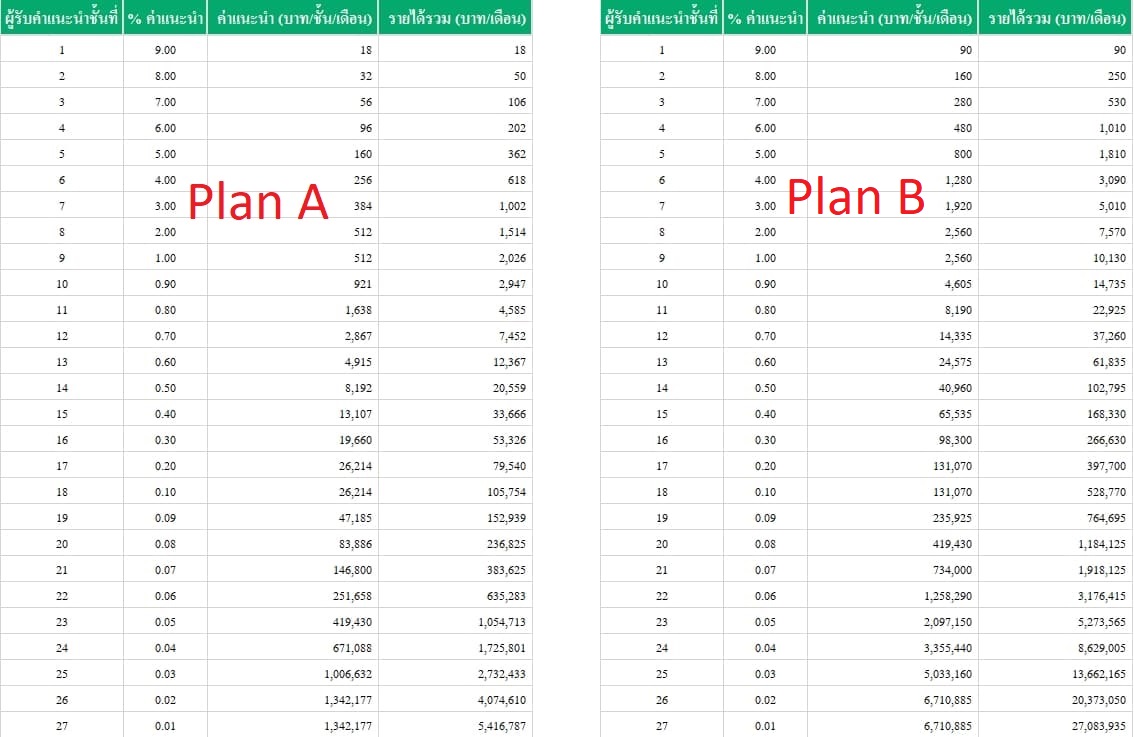 ผู้รับคำแนะนำชั้นที่ % ค่าแนะนำ ค่าแนะนำ (บาท/ชั้น/เดือน) รายได้รวม (บาท/เดือน)
1 9.00 18 18
2 8.00 32 50
3 7.00 56 106
4 6.00 96 202
5 5.00 160 362
6 4.00 256 618
7 3.00 384 1,002
8 2.00 512 1,514
9 1.00 512 2,026
10 0.90 921 2,947
11 0.80 1,638 4,585
12 0.70 2,867 7,452
13 0.60 4,915 12,367
14 0.50 8,192 20,559
15 0.40 13,107 33,666
16 0.30 19,660 53,326
17 0.20 26,214 79,540
18 0.10 26,214 105,754
19 0.09 47,185 152,939
20 0.08 83,886 236,825
21 0.07 146,800 383,625
22 0.06 251,658 635,283
23 0.05 419,430 1,054,713
24 0.04 671,088 1,725,801
25 0.03 1,006,632 2,732,433
26 0.02 1,342,177 4,074,610
27 0.01 1,342,177 5,416,787
Plan A
ผู้รับคำแนะนำชั้นที่ % ค่าแนะนำ ค่าแนะนำ (บาท/ชั้น/เดือน) รายได้รวม (บาท/เดือน)
1 9.00 90 90
2 8.00 160 250
3 7.00 280 530
4 6.00 480 1,010
5 5.00 800 1,810
6 4.00 1,280 3,090
7 3.00 1,920 5,010
8 2.00 2,560 7,570
9 1.00 2,560 10,130
10 0.90 4,605 14,735
11 0.80 8,190 22,925
12 0.70 14,335 37,260
13 0.60 24,575 61,835
14 0.50 40,960 102,795
15 0.40 65,535 168,330
16 0.30 98,300 266,630
17 0.20 131,070 397,700
18 0.10 131,070 528,770
19 0.09 235,925 764,695
20 0.08 419,430 1,184,125
21 0.07 734,000 1,918,125
22 0.06 1,258,290 3,176,415
23 0.05 2,097,150 5,273,565
24 0.04 3,355,440 8,629,005
25 0.03 5,033,160 13,662,165
26 0.02 6,710,885 20,373,050
27 0.01 6,710,885 27,083,935
Plan B